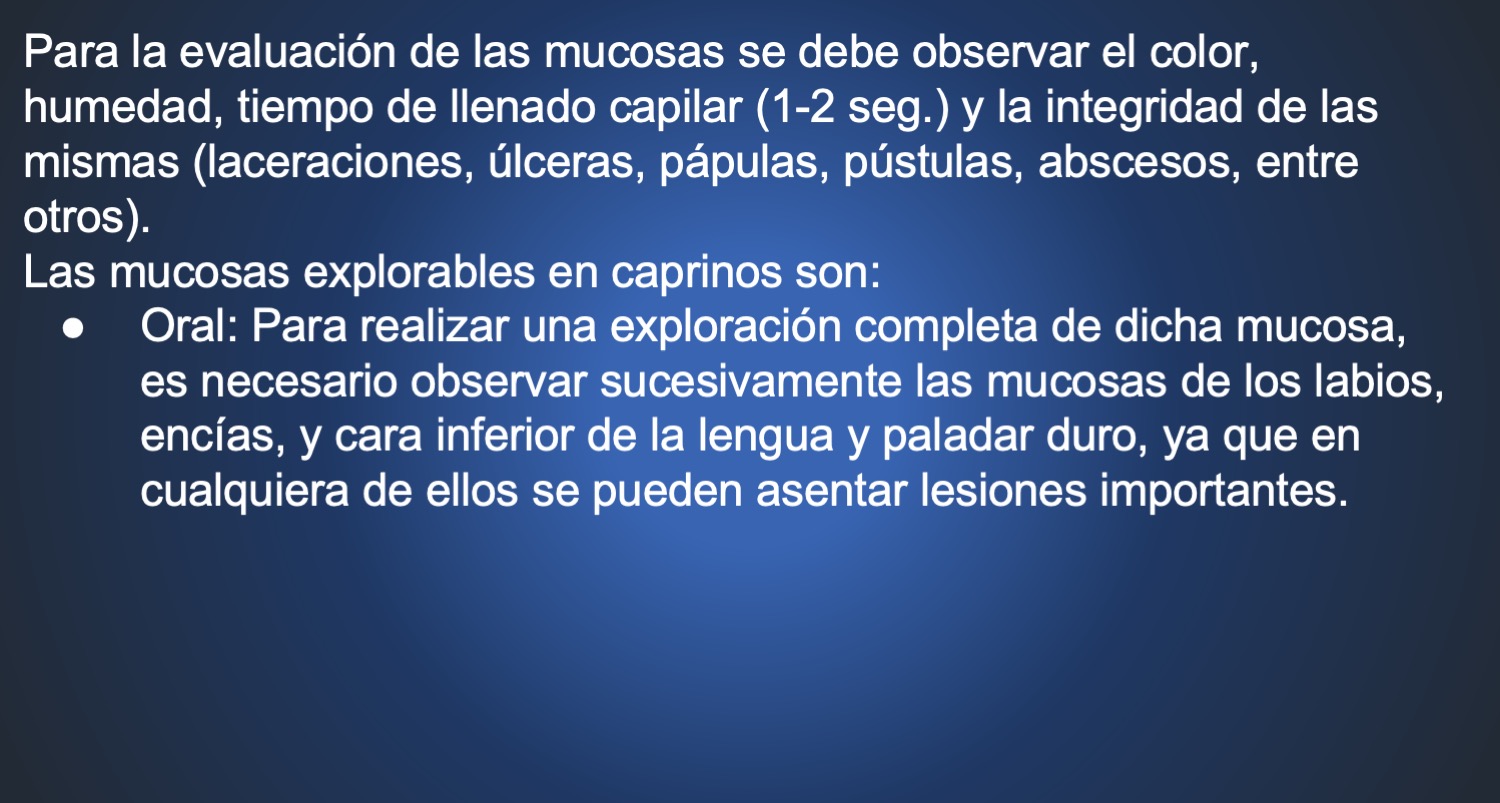 Para la evaluación de las mucosas se debe observar el color,
humedad, tiempo de llenado capilar (1-2 seg.) y la integridad de las
mismas (laceraciones, úlceras, pápulas, pústulas, abscesos, entre
otros).
Las mucosas explorables en caprinos son:
● Oral: Para realizar una exploración completa de dicha mucosa,
es necesario observar sucesivamente las mucosas de los labios,
encías, y cara inferior de la lengua y paladar duro, ya que en
cualquiera de ellos se pueden asentar lesiones importantes.